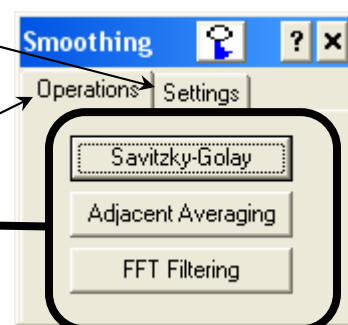 Smoothing ? ×
Operations Settings
Savitzky-Golay
Adjacent Averaging
FFT Filtering